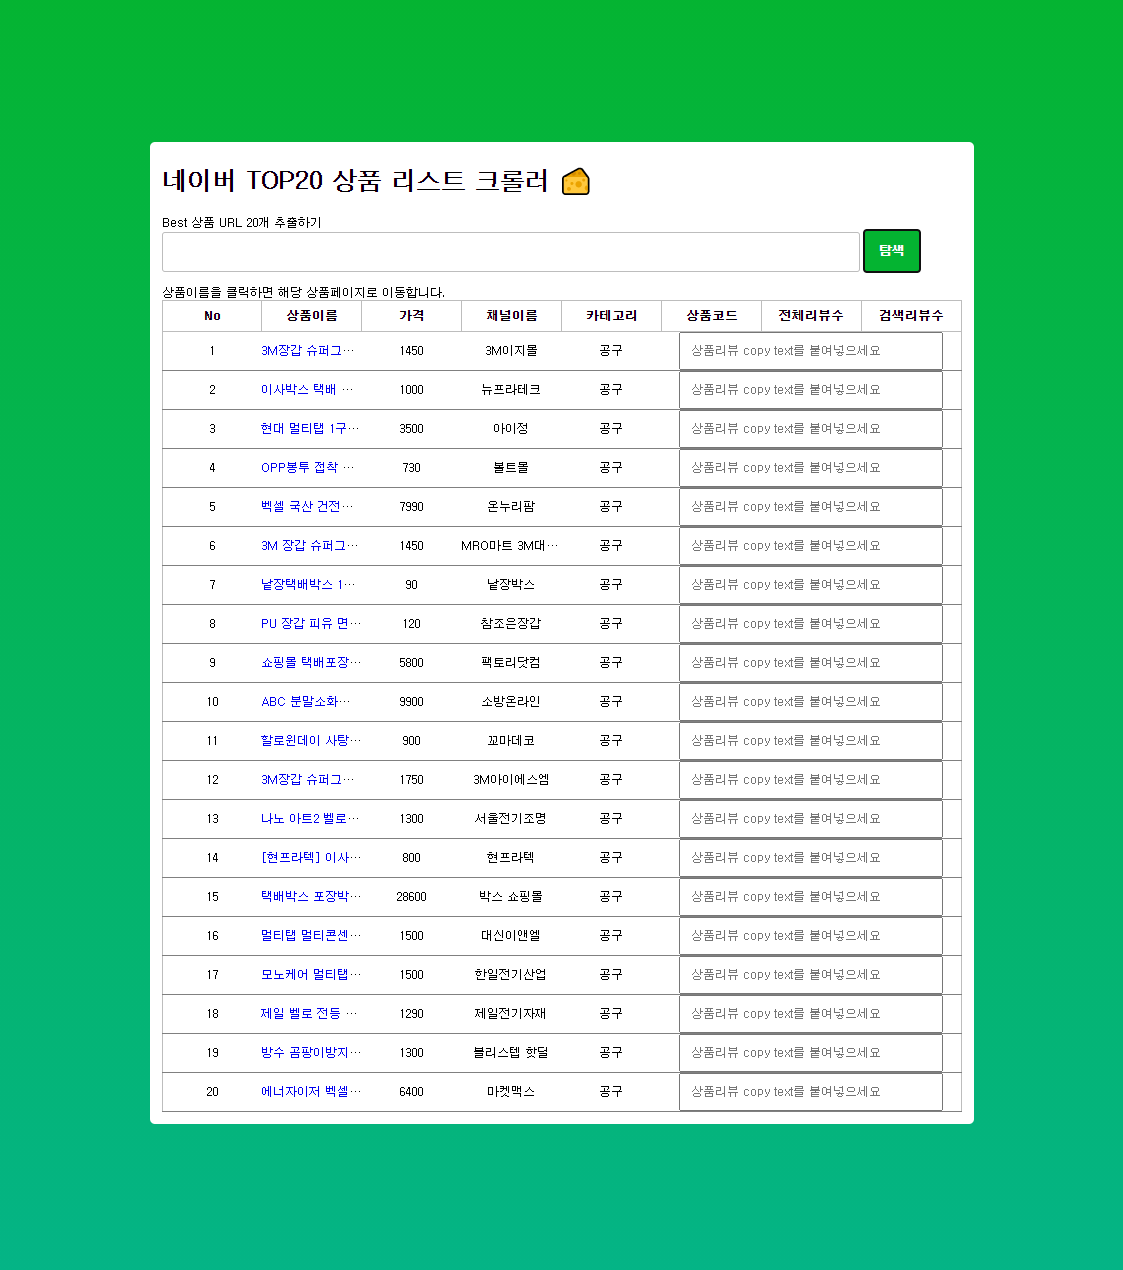 네이버 TOP20 상품 리스트 크롤러
Best 상품 URL 20개 추출하기
탐색
상품이름을 클릭하면 해당 상품페이지로 이동합니다.
No 상품이름 가격 채널이름 카테고리 상품코드 전체리뷰수 검색리뷰수
1 3M장갑 슈퍼그… 1450 3M이지몰 공구 상품리뷰 copy text를 붙여넣으세요
2 이사박스 택배 … 1000 뉴프라테크 공구 상품리뷰 copy text를 붙여넣으세요
3 현대 멀티탭 1구… 3500 아이정 공구 상품리뷰 copy text를 붙여넣으세요
4 OPP봉투 접착 … 730 볼트몰 공구 상품리뷰 copy text를 붙여넣으세요
5 벡셀 국산 건전… 7990 온누리팜 공구 상품리뷰 copy text를 붙여넣으세요
6 3M 장갑 슈퍼그… 1450 MRO마트 3M대… 공구 상품리뷰 copy text를 붙여넣으세요
7 낱장택배박스 1… 90 낱장박스 공구 상품리뷰 copy text를 붙여넣으세요
8 PU 장갑 피유 면… 120 참조은장갑 공구 상품리뷰 copy text를 붙여넣으세요
9 쇼핑몰 택배포장… 5800 팩토리닷컴 공구 상품리뷰 copy text를 붙여넣으세요
10 ABC 분말소화… 9900 소방온라인 공구 상품리뷰 copy text를 붙여넣으세요
11 할로윈데이 사탕… 900 꼬마데코 공구 상품리뷰 copy text를 붙여넣으세요
12 3M장갑 슈퍼그… 1750 3M아이에스엠 공구 상품리뷰 copy text를 붙여넣으세요
13 나노 아트2 벨로… 1300 서울전기조명 공구 상품리뷰 copy text를 붙여넣으세요
14 [현프라텍] 이사… 800 현프라텍 공구 상품리뷰 copy text를 붙여넣으세요
15 택배박스 포장박… 28600 박스 쇼핑몰 공구 상품리뷰 copy text를 붙여넣으세요
16 멀티탭 멀티콘센… 1500 대신이앤엘 공구 상품리뷰 copy text를 붙여넣으세요
17 모노케어 멀티탭… 1500 한일전기산업 공구 상품리뷰 copy text를 붙여넣으세요
18 제일 벨로 전등 … 1290 제일전기자재 공구 상품리뷰 copy text를 붙여넣으세요
19 방수 곰팡이방지… 1300 블리스텝 핫딜 공구 상품리뷰 copy text를 붙여넣으세요
20 에너자이저 벡셀… 6400 마켓맥스 공구 상품리뷰 copy text를 붙여넣으세요